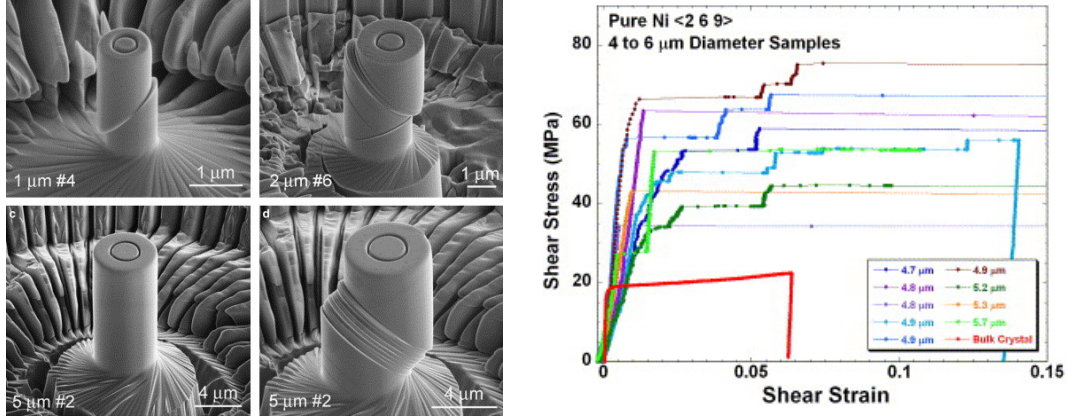 1 μm #4
1 μm
2 μm #6
1 μm
c
5 μm #2
4 μm
d
5 μm #2
4 μm
Pure Ni <2 6 9>
4 to 6 μm Diameter Samples
Shear Stress (MPa)
80
60
40
20
0
0
0.05
0.1
0.15
Shear Strain
4.7 μm
4.8 μm
4.8 μm
4.9 μm
4.9 μm
4.9 μm
5.2 μm
5.3 μm
5.7 μm
Bulk Crystal